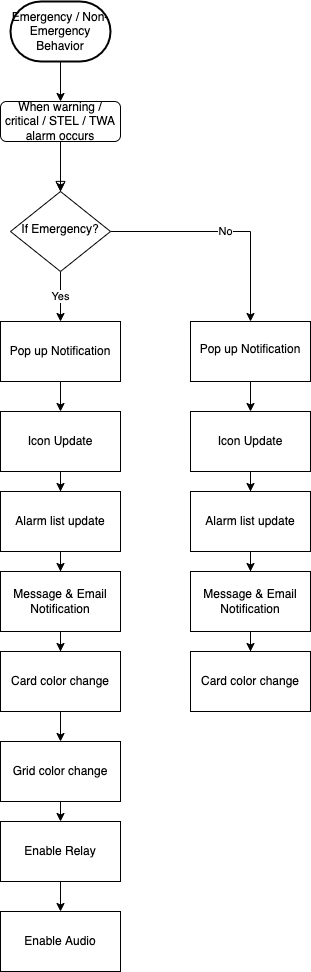 Emergency / Non-
Emergency
Behavior
When warning /
critical / STEL / TWA
alarm occurs
If Emergency?
No
Yes
Pop up Notification
Icon Update
Alarm list update
Message & Email
Notification
Card color change
Grid color change
Enable Relay
Enable Audio
Pop up Notification
Icon Update
Alarm list update
Message & Email
Notification
Card color change